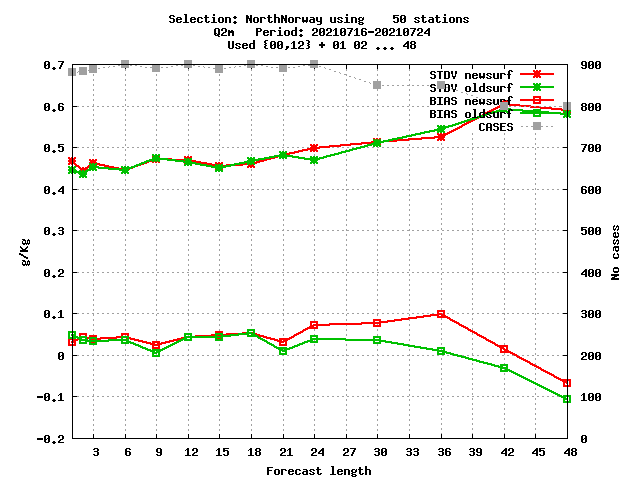 Selection: NorthNorway using    50 stations
Q2m   Period: 20210716-20210724
Used {00,12} + 01 02 ... 48
0,7
0,6
0,5
0,4
0,3
0,2
0,1
0
-0,1
-0,2
g/Kg
STDV newsurf
STDV oldsurf
BIAS newsurf
BIAS oldsurf
CASES
900
800
700
600
500
400
300
200
100
0
No cases
3 6 9 12 15 18 21 24 27 30 33 36 39 42 45 48
Forecast length